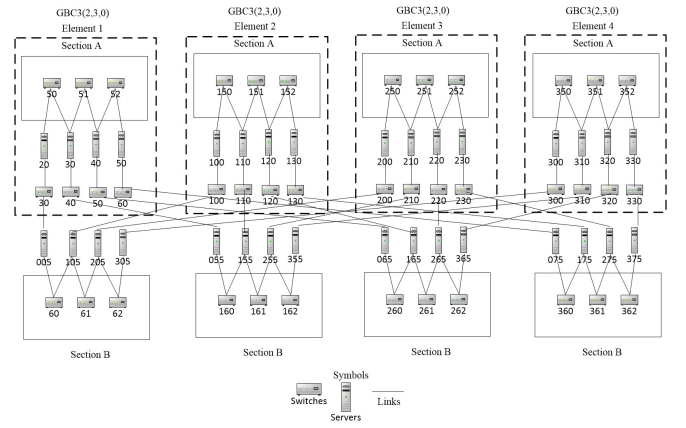 GBC3(2,3,0) GBC3(2,3,0) GBC3(2,3,0) GBC3(2,3,0)
Element 1 Element 2 Element 3 Element 4
Section A Section A Section A Section A
50 51 52 150 151 152 250 251 252 350 351 352
20 30 40 50 100 110 120 130 200 210 220 230 300 310 320 330
30 40 50 60 100 110 120 130 200 210 220 230 300 310 320 330
005 105 205 305 055 155 255 355 065 165 265 365 075 175 275 375
60 61 62 160 161 162 260 261 262 360 361 362
Section B Section B Section B Section B
Symbols
Switches Links
Servers